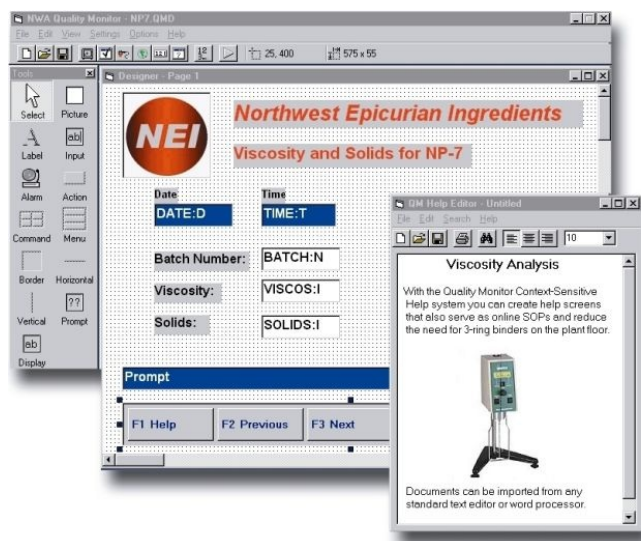 NWA Quality Monitor - NP7.QMD
File Edit View Settings Options Help
25, 400
575 x 55
Tools
Select Picture
Label Input
Alarm Action
Command Menu
Border Horizontal
Vertical Prompt
Display
Designer - Page 1
NEI
Northwest Epicurian Ingredients
Viscosity and Solids for NP-7
Date Time
DATE:D TIME:T
Batch Number: BATCH:N
Viscosity: VISCOS:I
Solids: SOLIDS:I
Prompt
F1 Help F2 Previous F3 Next
QM Help Editor - Untitled
File Edit Search Help
10
Viscosity Analysis
With the Quality Monitor Context-Sensitive
Help system you can create help screens
that also serve as online SOPs and reduce
the need for 3-ring binders on the plant floor.
Documents can be imported from any
standard text editor or word processor.